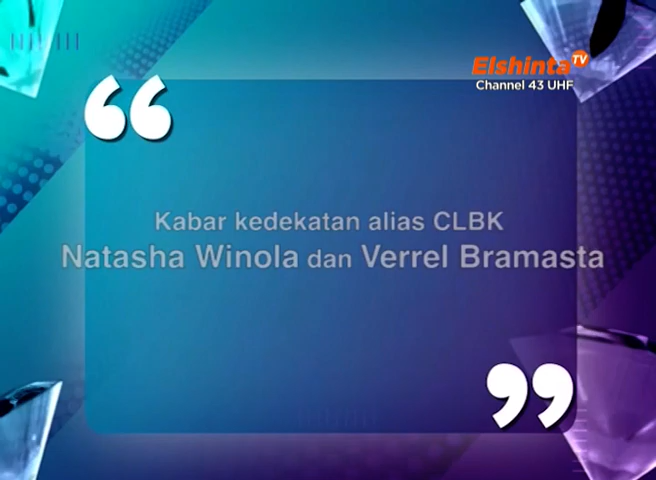 Elshinta TV
Channel 43 UHF
Kabar kedekatan alias CLBK
Natasha Winola dan Verrel Bramasta